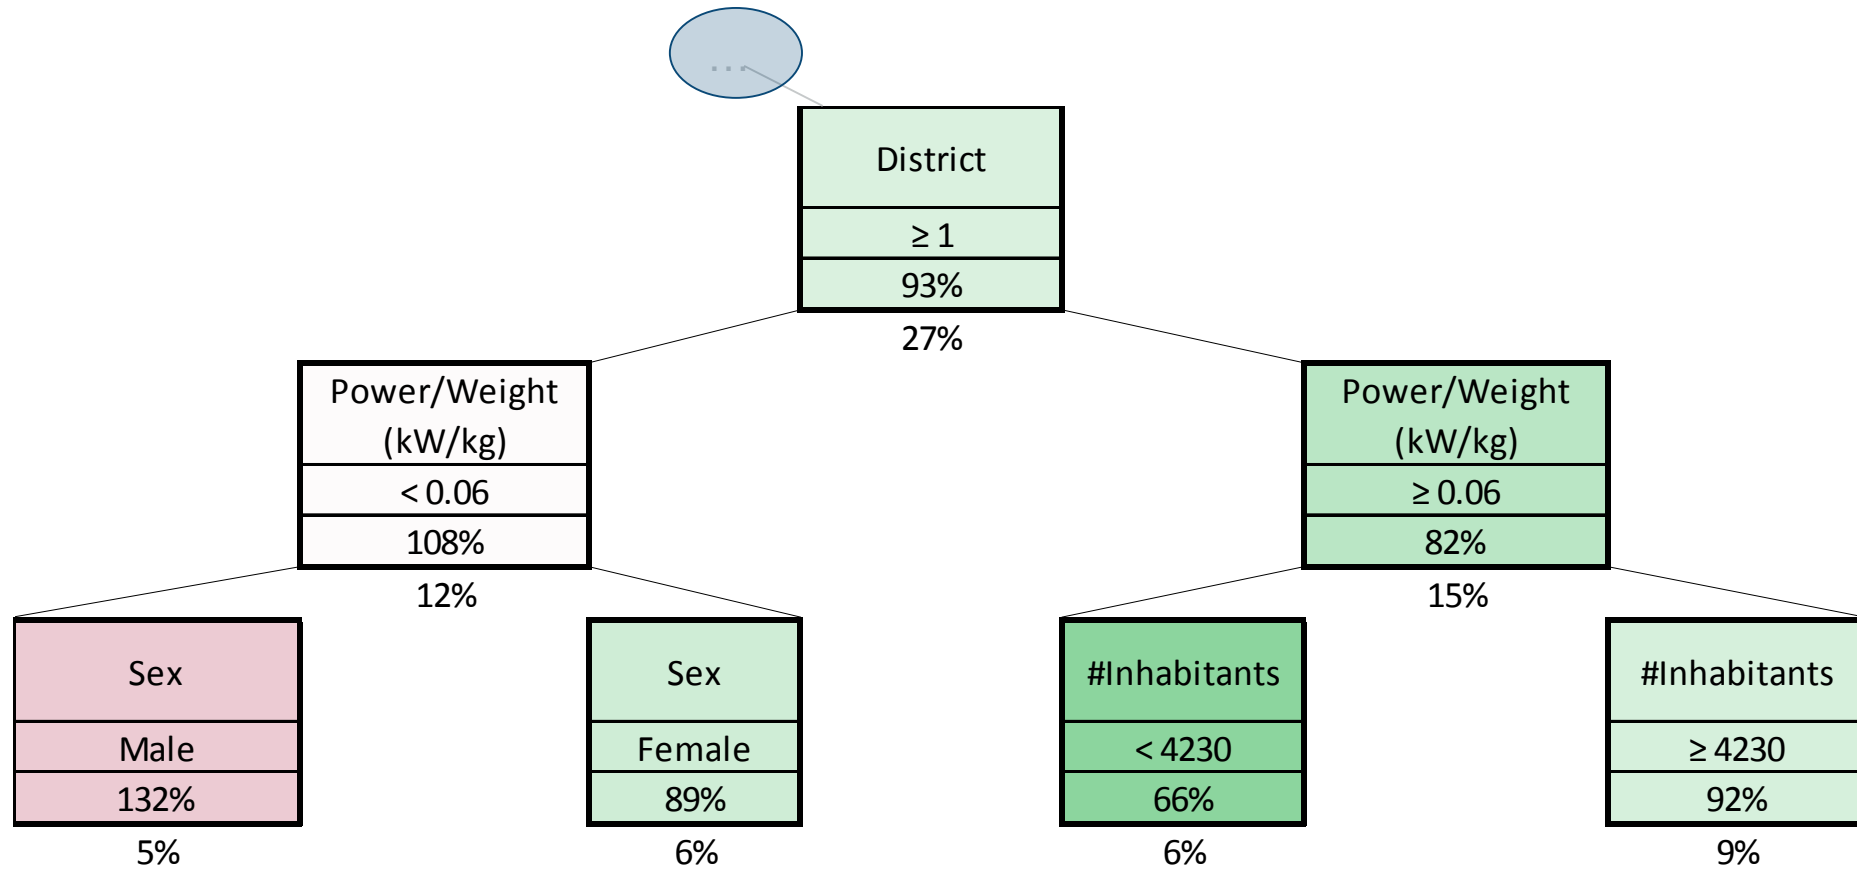 ...
District
≥ 1
93%
27%
Power/Weight
(kW/kg)
< 0.06
108%
12%
Power/Weight
(kW/kg)
≥ 0.06
82%
15%
Sex
Male
132%
5%
Sex
Female
89%
6%
#Inhabitants
< 4230
66%
6%
#Inhabitants
≥ 4230
92%
9%